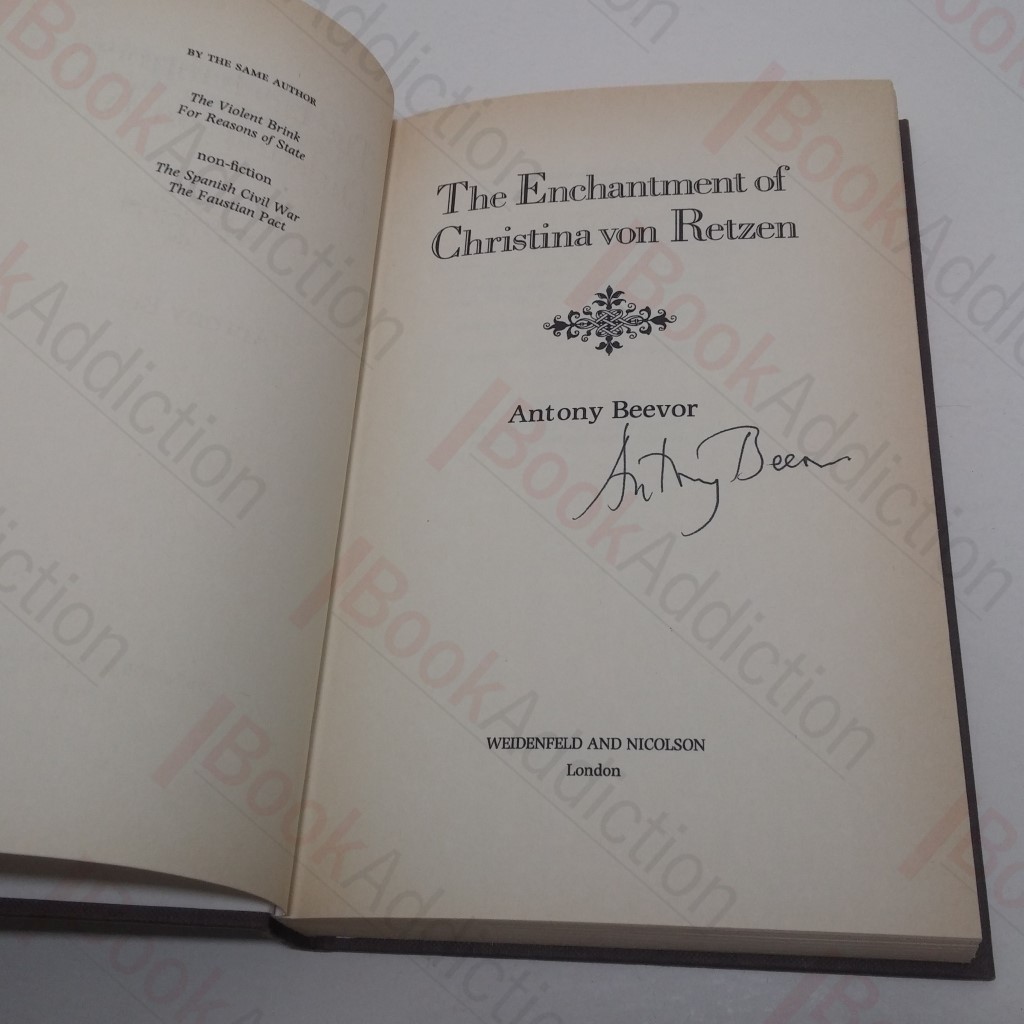 BY THE SAME AUTHOR
The Violent Brink
For Reasons of State
non-fiction
The Spanish Civil War
The Faustian Pact
The Enchantment of
Christina von Retzen
Antony Beevor
Antony Beevor
WEIDENFELD AND NICOLSON
London
BookAddiction